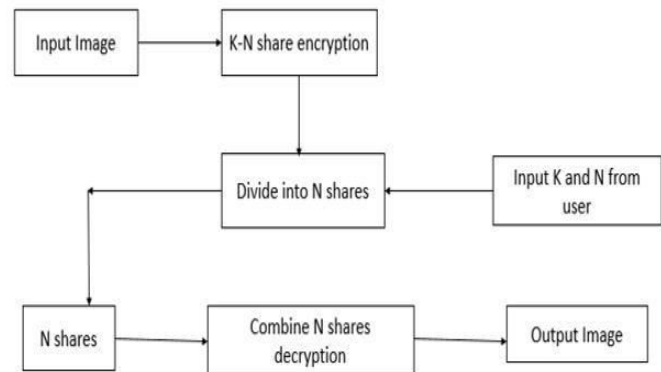 Input Image
K-N share encryption
Divide into N shares
Input K and N from
user
N shares
Combine N shares
decryption
Output Image